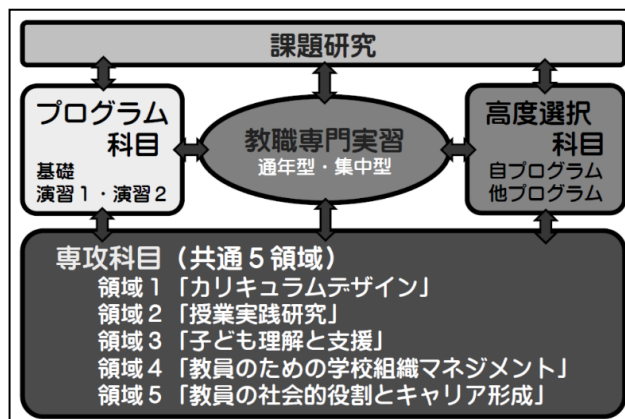 課題研究
プログラム
科目
基礎
演習1・演習2
教職専門実習
通年型・集中型
高度選択
科目
自プログラム
他プログラム
専攻科目（共通5領域）
領域1「カリキュラムデザイン」
領域2「授業実践研究」
領域3「子ども理解と支援」
領域4「教員のための学校組織マネジメント」
領域5「教員の社会的役割とキャリア形成」